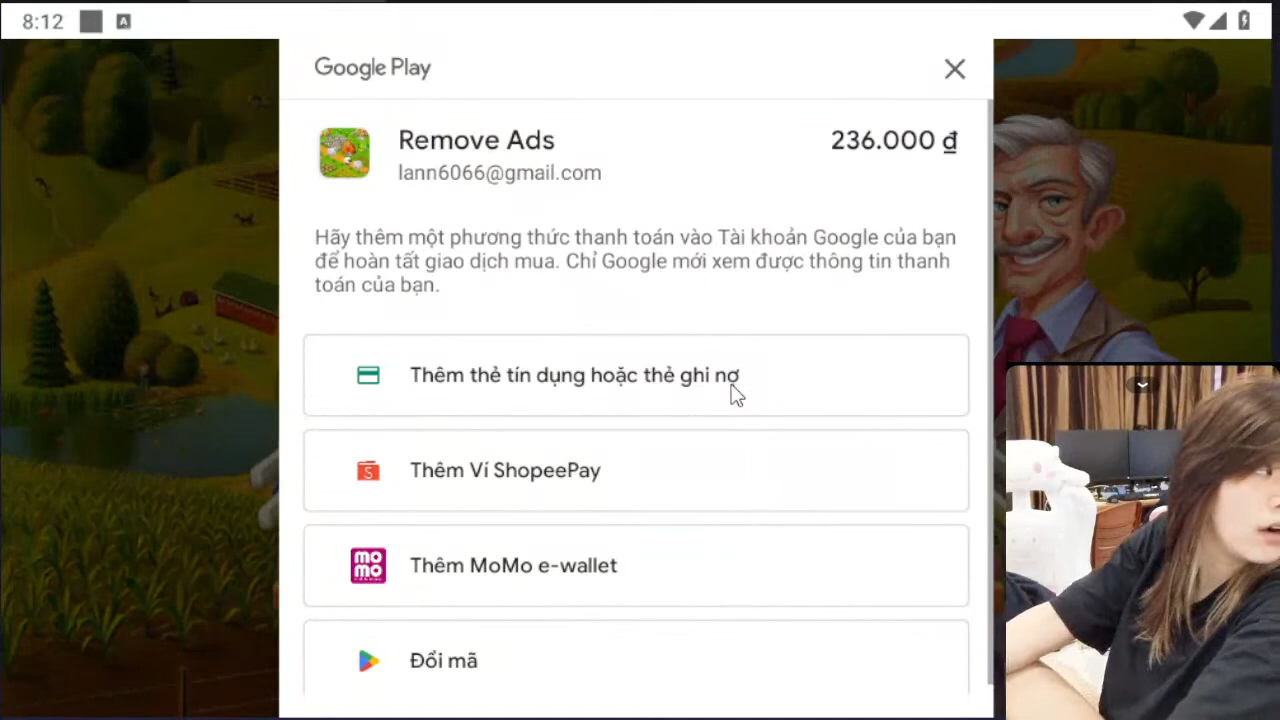 8:12
A
Google Play
Remove Ads
236.000 ₫
lann6066@gmail.com
Hãy thêm một phương thức thanh toán vào Tài khoản Google của bạn
để hoàn tất giao dịch mua. Chỉ Google mới xem được thông tin thanh
toán của bạn.
Thêm thẻ tín dụng hoặc thẻ ghi nợ
S
Thêm Ví ShopeePay
mo
mo
Thêm MoMo e-wallet
Đổi mã